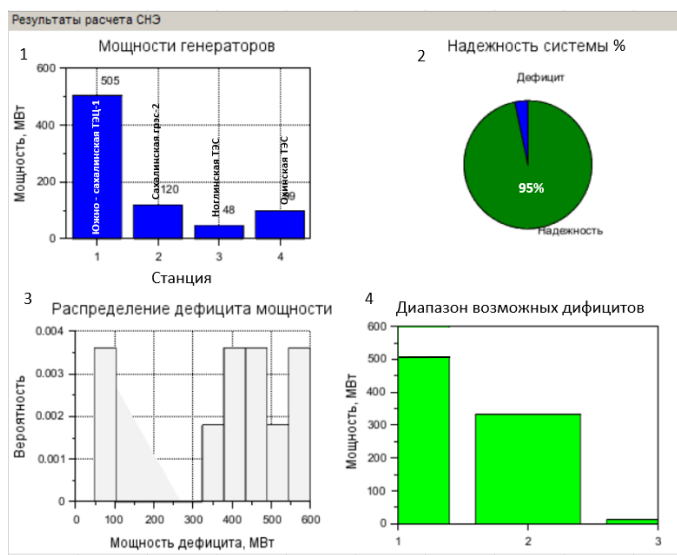 Результаты расчета СНЭ
1
Мощности генераторов
Мощность, МВт
600
400
200
0
505
120
48
99
Южно - сахалинская ТЭЦ-1
Сахалинская грэс-2
Ноглинская ТЭС
Охинская ТЭС
1 2 3 4
Станция
2
Надежность системы %
Дефицит
95%
Надежность
3
Распределение дефицита мощности
Вероятность
0.004
0.003
0.002
0.001
0
0 100 200 300 400 500 600
Мощность дефицита, МВт
4
Диапазон возможных дифицитов
Мощность, МВт
600
500
400
300
200
100
0
1 2 3